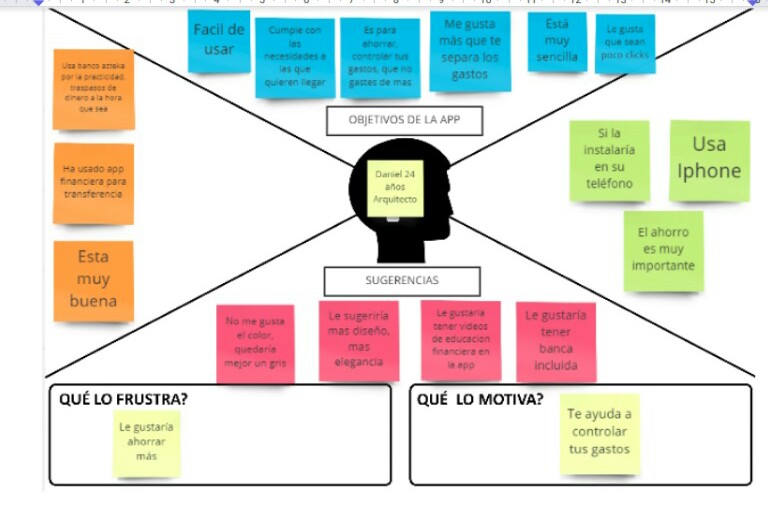 Facil de
usar
Cumple con
las
necesidades a
las que
quieren llegar
Es para
ahorrar,
controlar tus
gastos, que no
gastes de mas
Me gusta
más que te
separa los
gastos
Está
muy
sencilla
Le gusta
que sean
poco clicks
Usa banco azteka
por la practicidad,
traspasos de
dinero a la hora
que sea
Ha usado app
financiera para
transferencia
Esta
muy
buena
OBJETIVOS DE LA APP
Daniel 24
años
Arquitecto
Si la
instalaría
en su
teléfono
Usa
Iphone
El ahorro
es muy
importante
SUGERENCIAS
No me gusta
el color,
quedaría
mejor un gris
Le sugeriría
mas diseño,
mas
elegancia
Le gustaría
tener videos
de educacion
financiera en
la app
Le gustaría
tener
banca
incluida
QUÉ LO FRUSTRA?
Le gustaría
ahorrar
más
QUÉ LO MOTIVA?
Te ayuda a
controlar
tus gastos